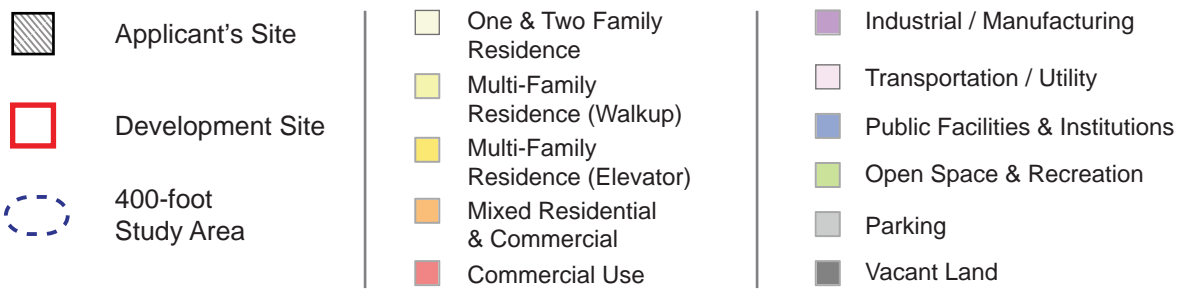 Applicant's Site
Development Site
400-foot
Study Area
One & Two Family
Residence
Multi-Family
Residence (Walkup)
Multi-Family
Residence (Elevator)
Mixed Residential
& Commercial
Commercial Use
Industrial / Manufacturing
Transportation / Utility
Public Facilities & Institutions
Open Space & Recreation
Parking
Vacant Land